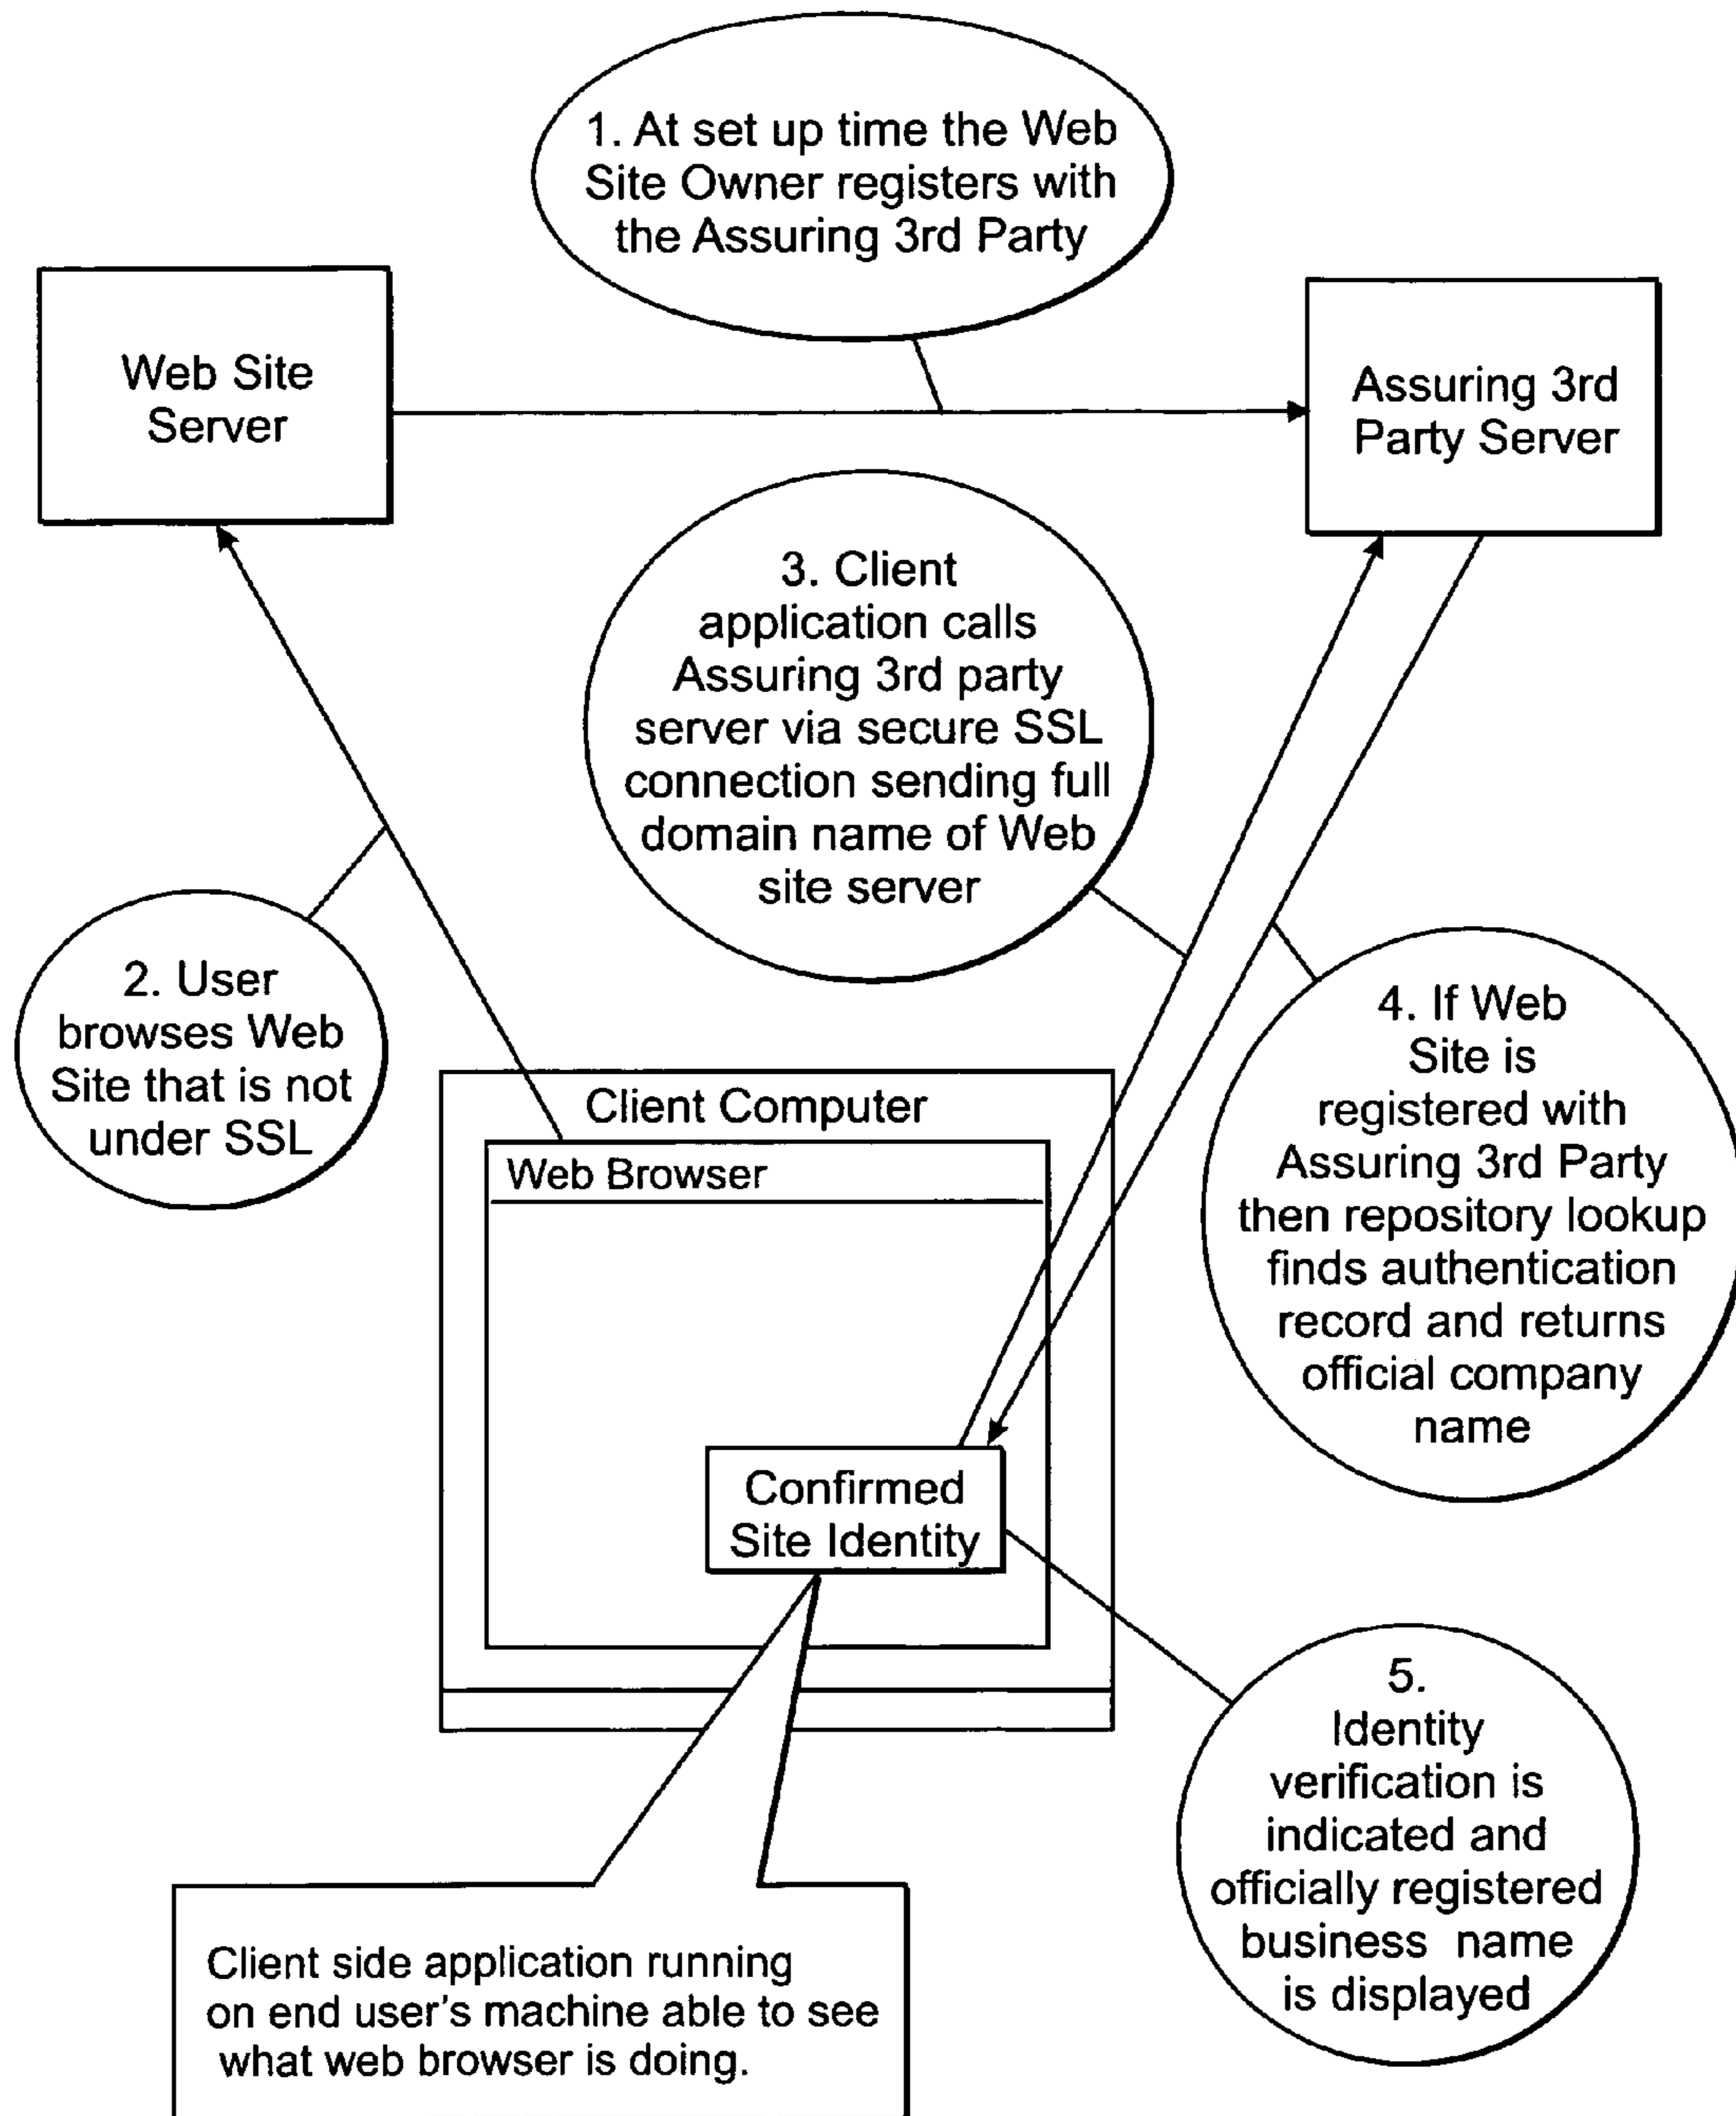 1. At set up time the Web
Site Owner registers with
the Assuring 3rd Party
Web Site
Server
Assuring 3rd
Party Server
3. Client
application calls
Assuring 3rd party
server via secure SSL
connection sending full
domain name of Web
site server
2. User
browses Web
Site that is not
under SSL
4. If Web
Site is
registered with
Assuring 3rd Party
then repository lookup
finds authentication
record and returns
official company
name
Client Computer
Web Browser
Confirmed
Site Identity
5.
Identity
verification is
indicated and
officially registered
business name
is displayed
Client side application running
on end user's machine able to see
what web browser is doing.